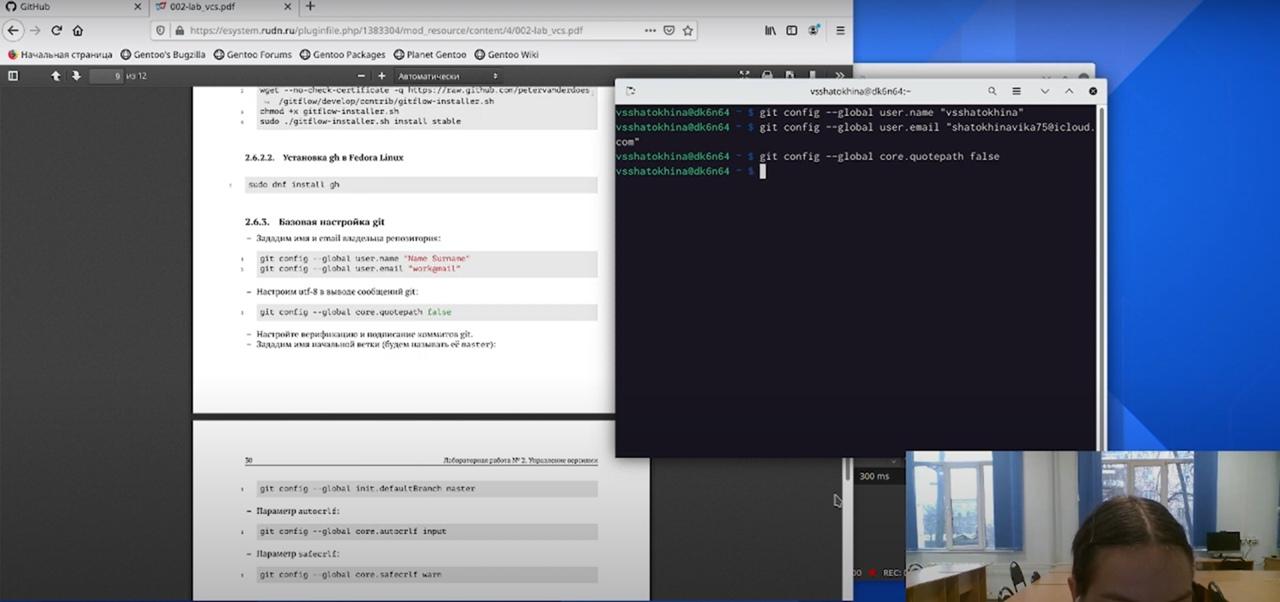 GitHub
002-lab_vcs.pdf
https://esystem.rudn.ru/pluginfile.php/1383304/mod_resource/content/4/002-lab_vcs.pdf
Начальная страница
Gentoo's Bugzilla
Gentoo Forums
Gentoo Packages
Planet Gentoo
Gentoo Wiki
9 из 12
Автоматически
wget --no-check-certificate -q https://raw.github.com/petervanderdoes
/gitflow/develop/contrib/gitflow-installer.sh
chmod +x gitflow-installer.sh
sudo ./gitflow-installer.sh install stable
2.6.2.2. Установка gh в Fedora Linux
sudo dnf install gh
2.6.3. Базовая настройка git
– Зададим имя и email владельца репозитория:
git config --global user.name "Name Surname"
git config --global user.email "work@mail"
– Настроим utf-8 в выводе сообщений git:
git config --global core.quotepath false
– Настройте верификацию и подписание коммитов git.
– Зададим имя начальной ветки (будем называть её master):
30
Лабораторная работа № 2. Управление версиями
git config --global init.defaultBranch master
– Параметр autocrlf:
git config --global core.autocrlf input
– Параметр safecrlf:
git config --global core.safecrlf warn
vsshatokhina@dk6n64:~
vsshatokhina@dk6n64 ~ $ git config --global user.name "vsshatokhina"
vsshatokhina@dk6n64 ~ $ git config --global user.email "shatokhinavika75@icloud.
com"
vsshatokhina@dk6n64 ~ $ git config --global core.quotepath false
vsshatokhina@dk6n64 ~ $
300 ms
REC: